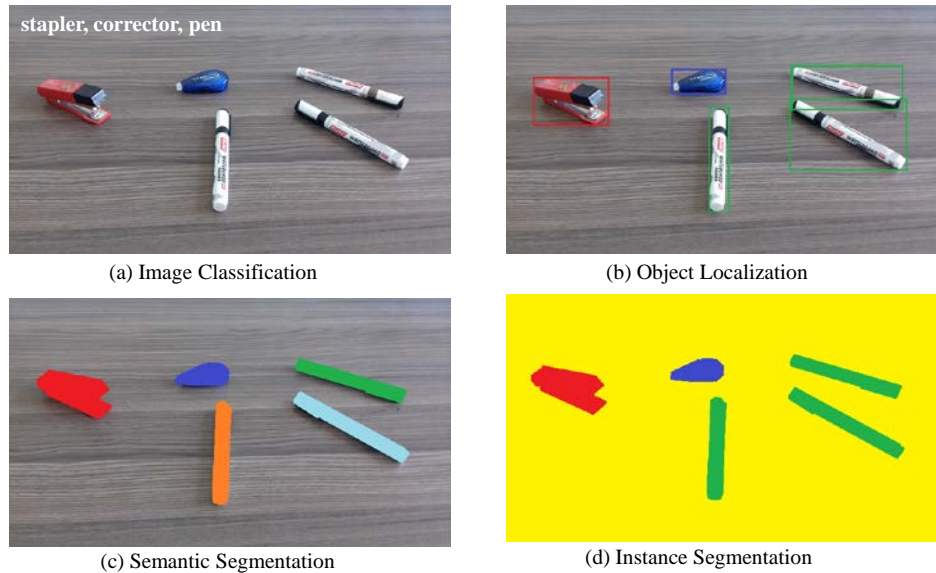 stapler, corrector, pen
(a) Image Classification
(b) Object Localization
(c) Semantic Segmentation
(d) Instance Segmentation